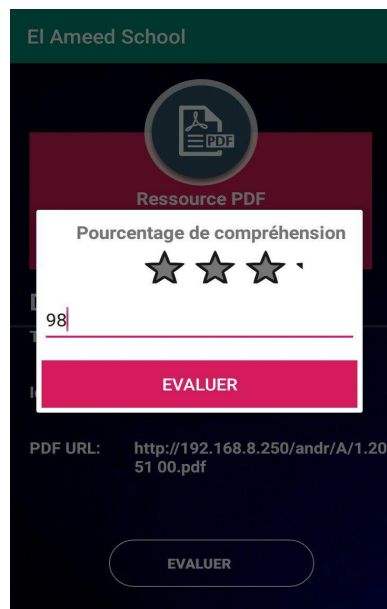 El Ameed School
PDF
Ressource PDF
Pourcentage de compréhension
98
EVALUER
PDF URL: http://192.168.8.250/andr/A/1.20
51 00.pdf
EVALUER